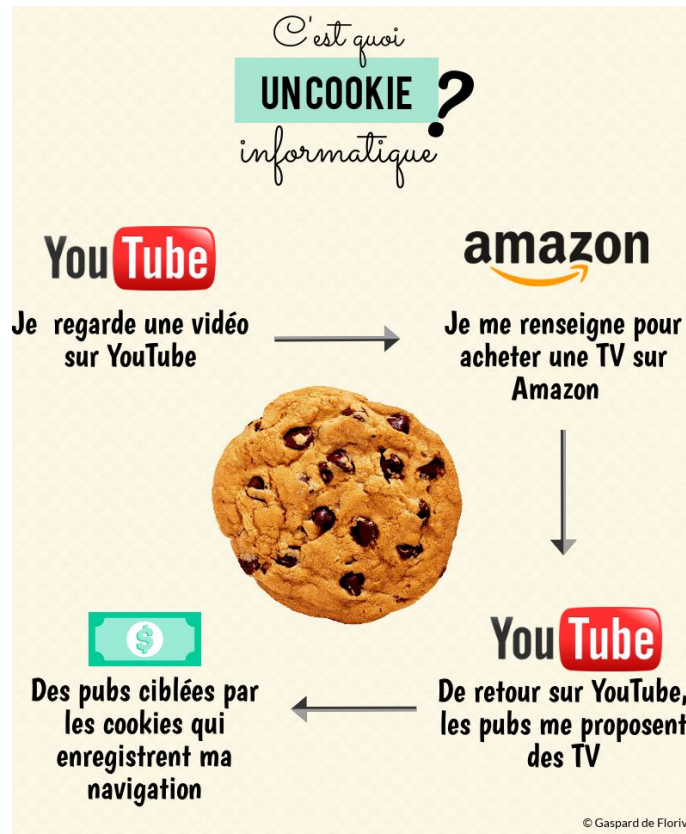 C'est quoi
UN COOKIE ?
informatique
YouTube
Je regarde une vidéo
sur YouTube
amazon
Je me renseigne pour
acheter une TV sur
Amazon
YouTube
De retour sur YouTube,
les pubs me proposent
des TV
$
Des pubs ciblées par
les cookies qui
enregistrent ma
navigation
© Gaspard de